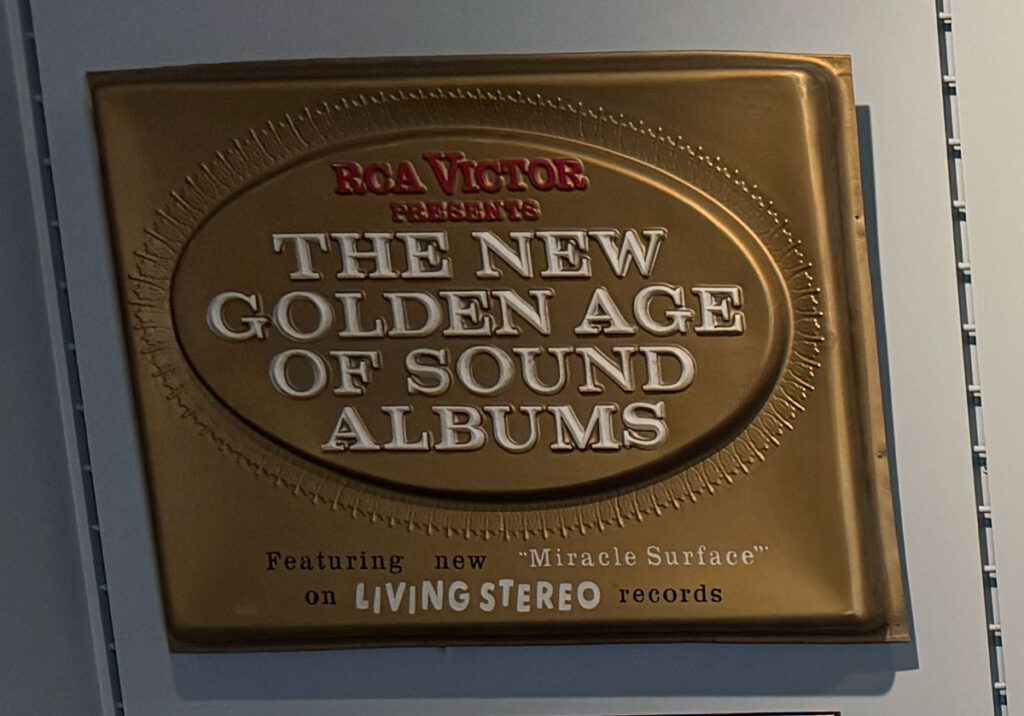 RCA VICTOR
PRESENTS
THE NEW
GOLDEN AGE
OF SOUND
ALBUMS
Featuring new "Miracle Surface"
on LIVING STEREO records